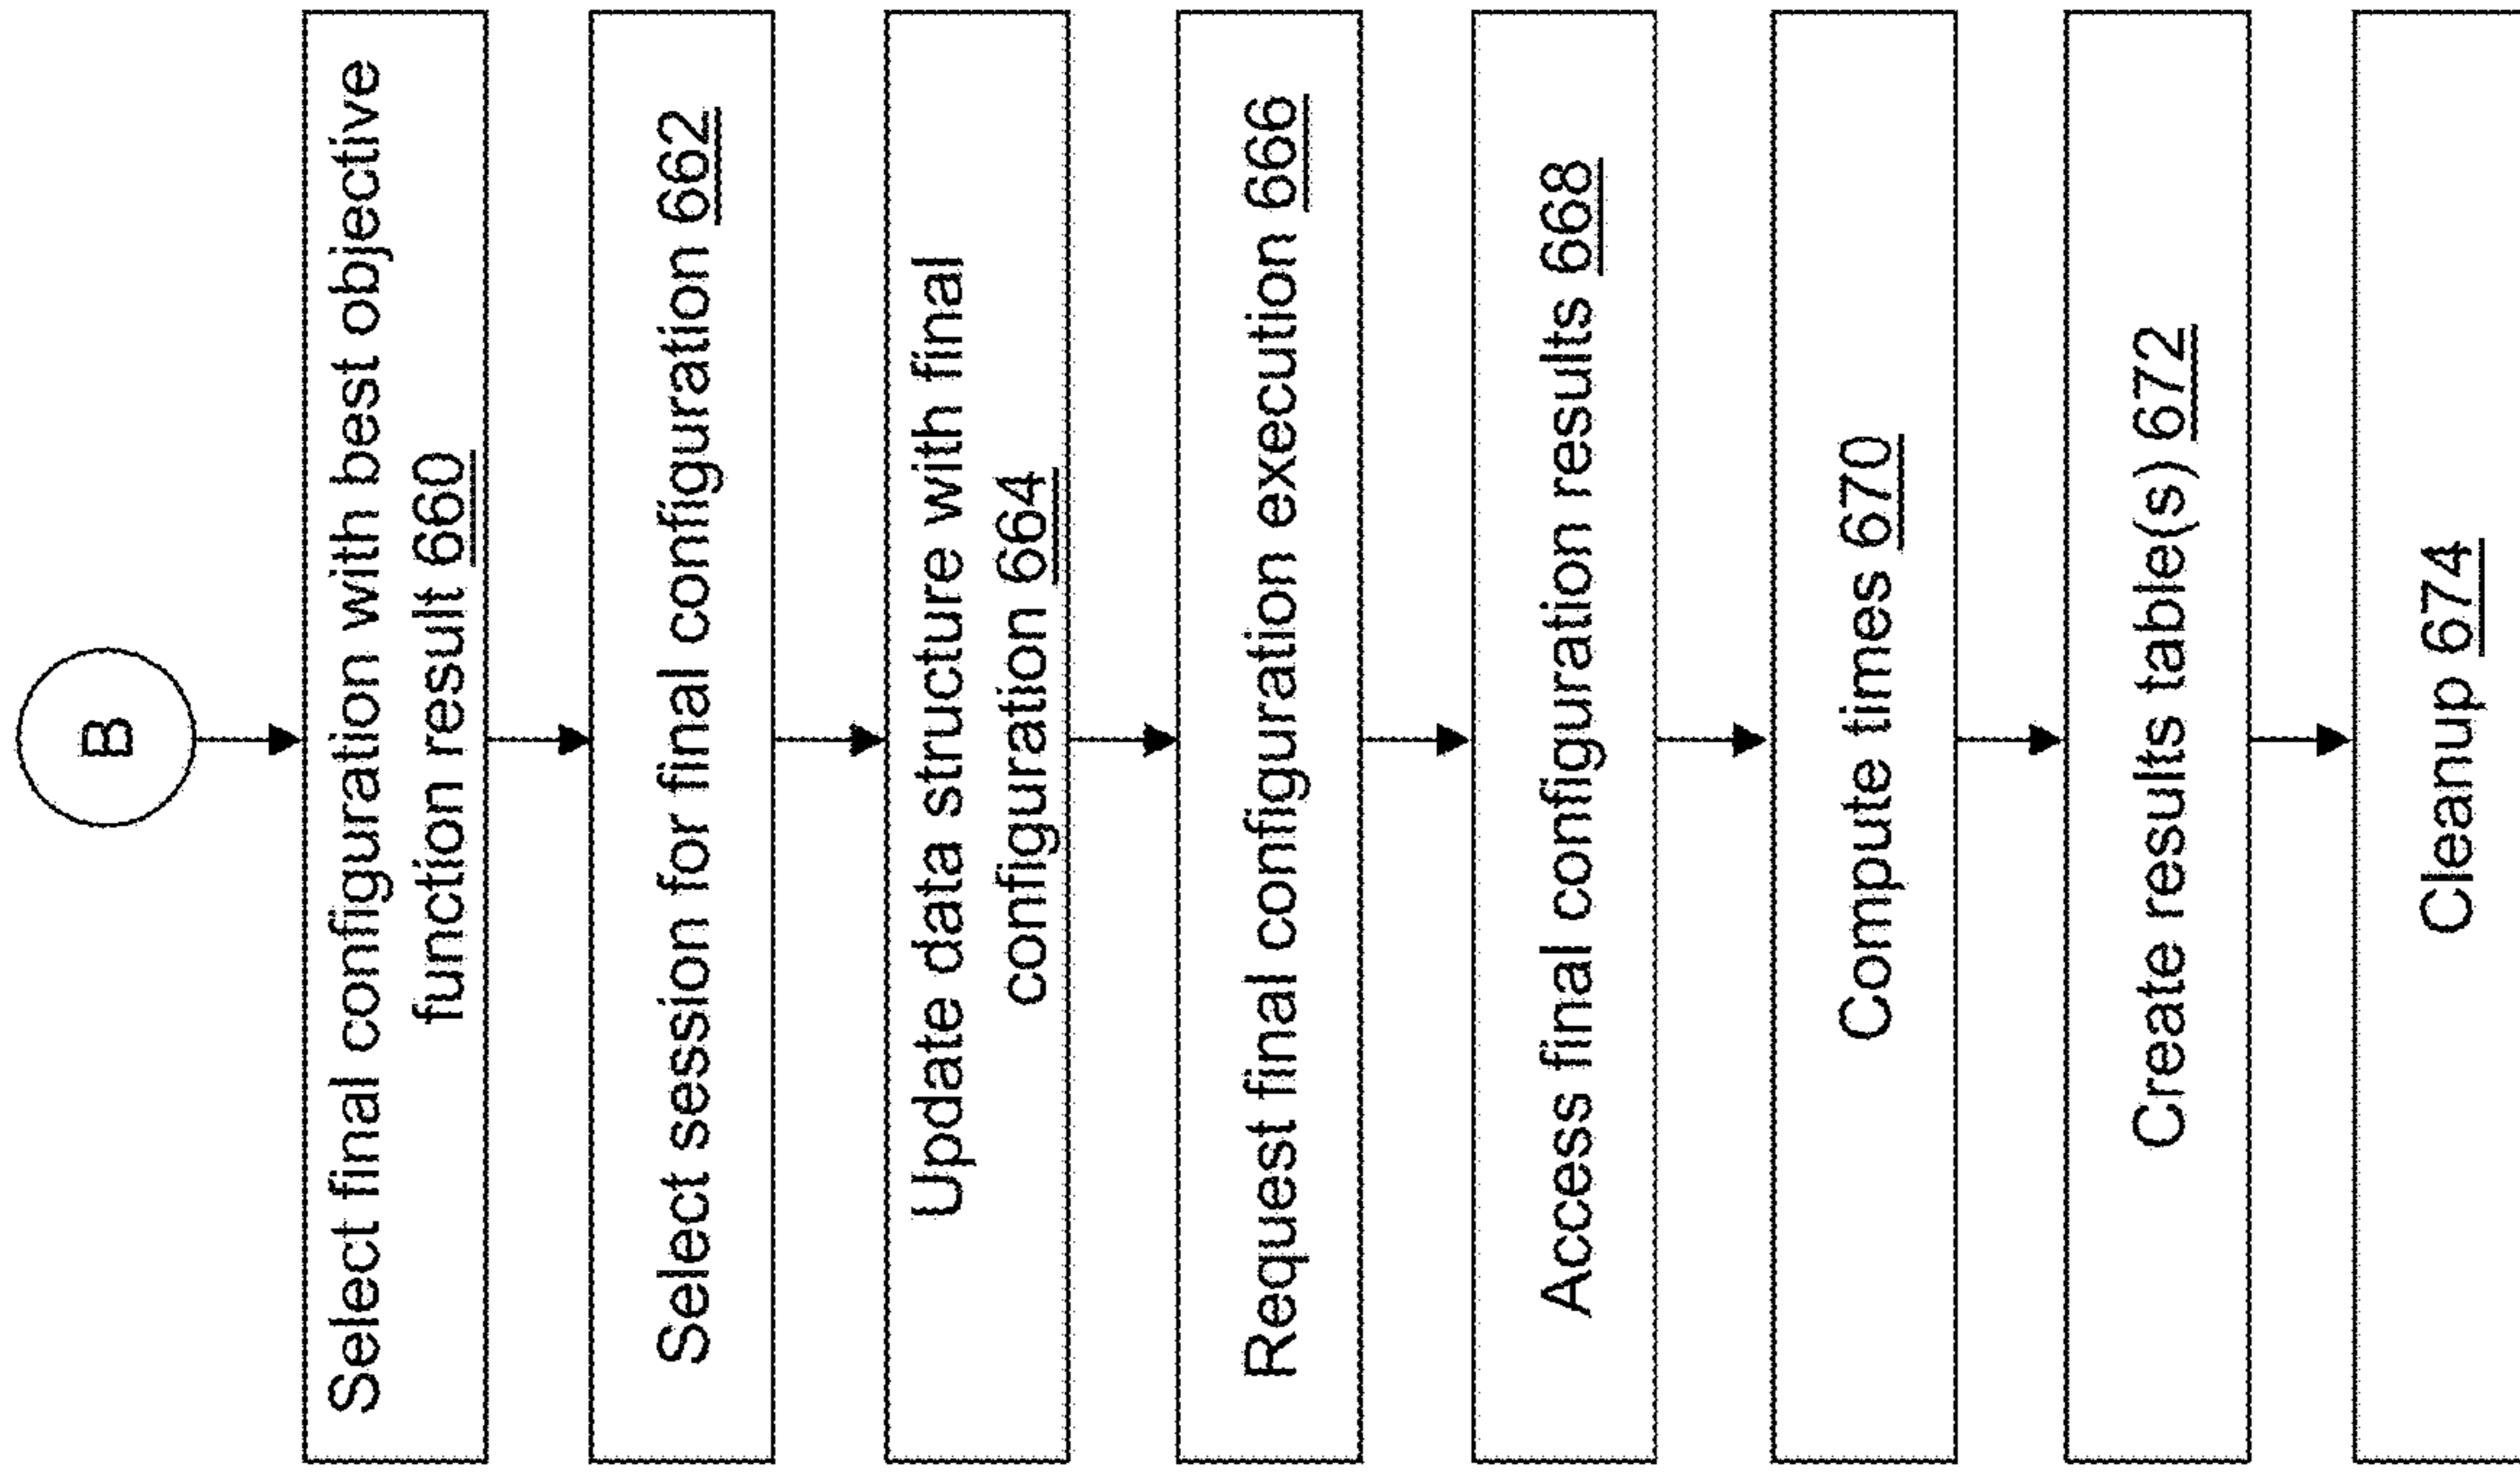 B
Select final configuration with best objective
function result 660
Select session for final configuration 662
Update data structure with final
configuration 664
Request final configuration execution 666
Access final configuration results 668
Compute times 670
Create results table(s) 672
Cleanup 674